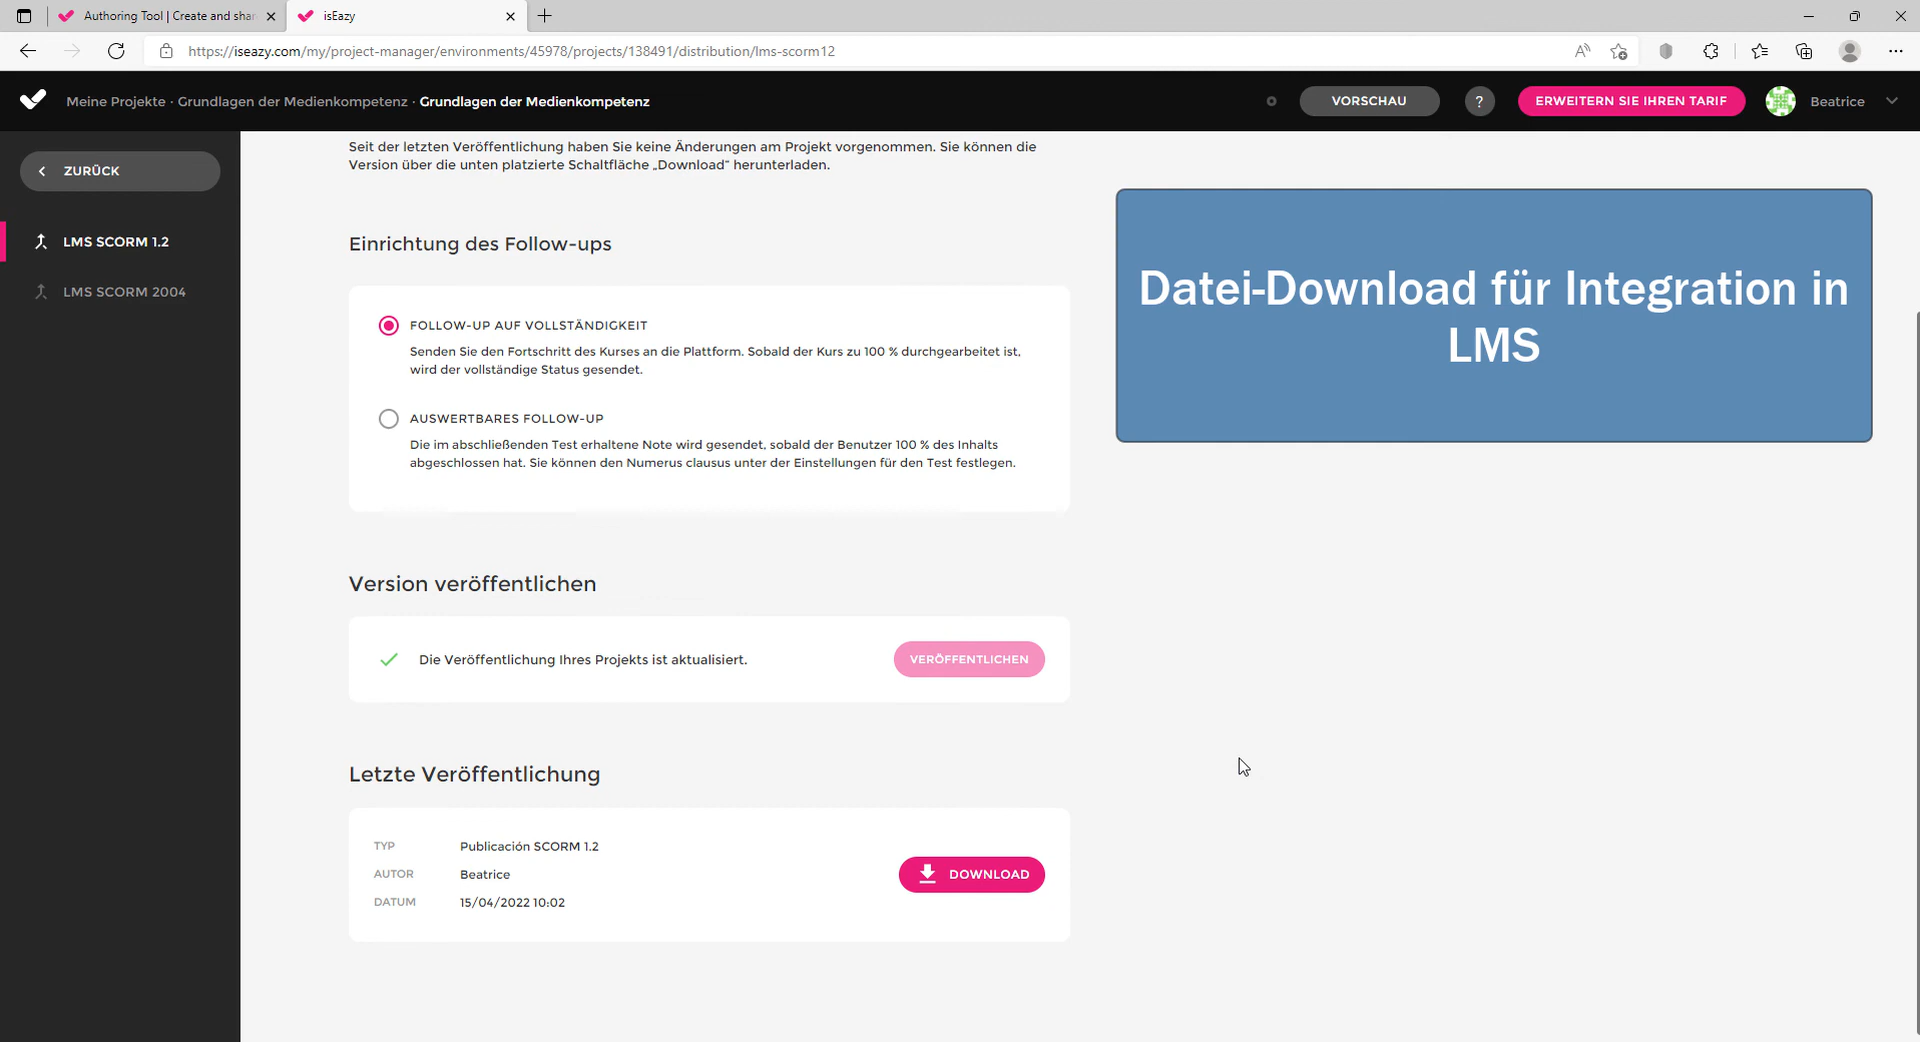 Authoring Tool | Create and shar
isEazy
https://iseazy.com/my/project-manager/environments/45978/projects/138491/distribution/lms-scorm12
Meine Projekte · Grundlagen der Medienkompetenz · Grundlagen der Medienkompetenz
VORSCHAU
?
ERWEITERN SIE IHREN TARIF
Beatrice
ZURÜCK
LMS SCORM 1.2
LMS SCORM 2004
Seit der letzten Veröffentlichung haben Sie keine Änderungen am Projekt vorgenommen. Sie können die
Version über die unten platzierte Schaltfläche „Download“ herunterladen.
Einrichtung des Follow-ups
FOLLOW-UP AUF VOLLSTÄNDIGKEIT
Senden Sie den Fortschritt des Kurses an die Plattform. Sobald der Kurs zu 100 % durchgearbeitet ist,
wird der vollständige Status gesendet.
AUSWERTBARES FOLLOW-UP
Die im abschließenden Test erhaltene Note wird gesendet, sobald der Benutzer 100 % des Inhalts
abgeschlossen hat. Sie können den Numerus clausus unter der Einstellungen für den Test festlegen.
Datei-Download für Integration in
LMS
Version veröffentlichen
Die Veröffentlichung Ihres Projekts ist aktualisiert.
VERÖFFENTLICHEN
Letzte Veröffentlichung
TYP Publicación SCORM 1.2
AUTOR Beatrice
DATUM 15/04/2022 10:02
DOWNLOAD